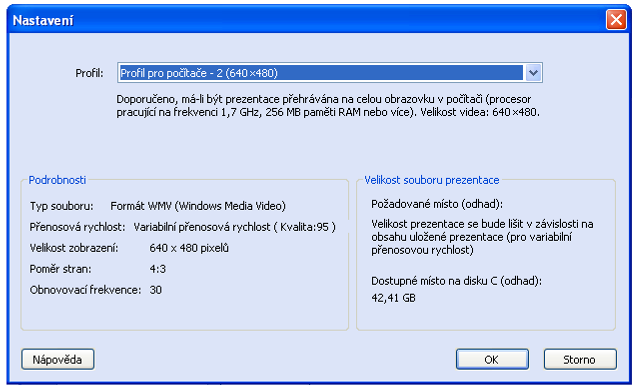 Nastavení
Profil: Profil pro počítače - 2 (640×480)
Doporučeno, má-li být prezentace přehrávána na celou obrazovku v počítači (procesor
pracující na frekvenci 1,7 GHz, 256 MB paměti RAM nebo více). Velikost videa: 640×480.
Podrobnosti
Typ souboru: Formát WMV (Windows Media Video)
Přenosová rychlost: Variabilní přenosová rychlost ( Kvalita:95 )
Velikost zobrazení: 640 x 480 pixelů
Poměr stran: 4:3
Obnovovací frekvence: 30
Velikost souboru prezentace
Požadované místo (odhad):
Velikost prezentace se bude lišit v závislosti na
obsahu uložené prezentace (pro variabilní
přenosovou rychlost)
Dostupné místo na disku C (odhad):
42,41 GB
Nápověda
OK
Storno